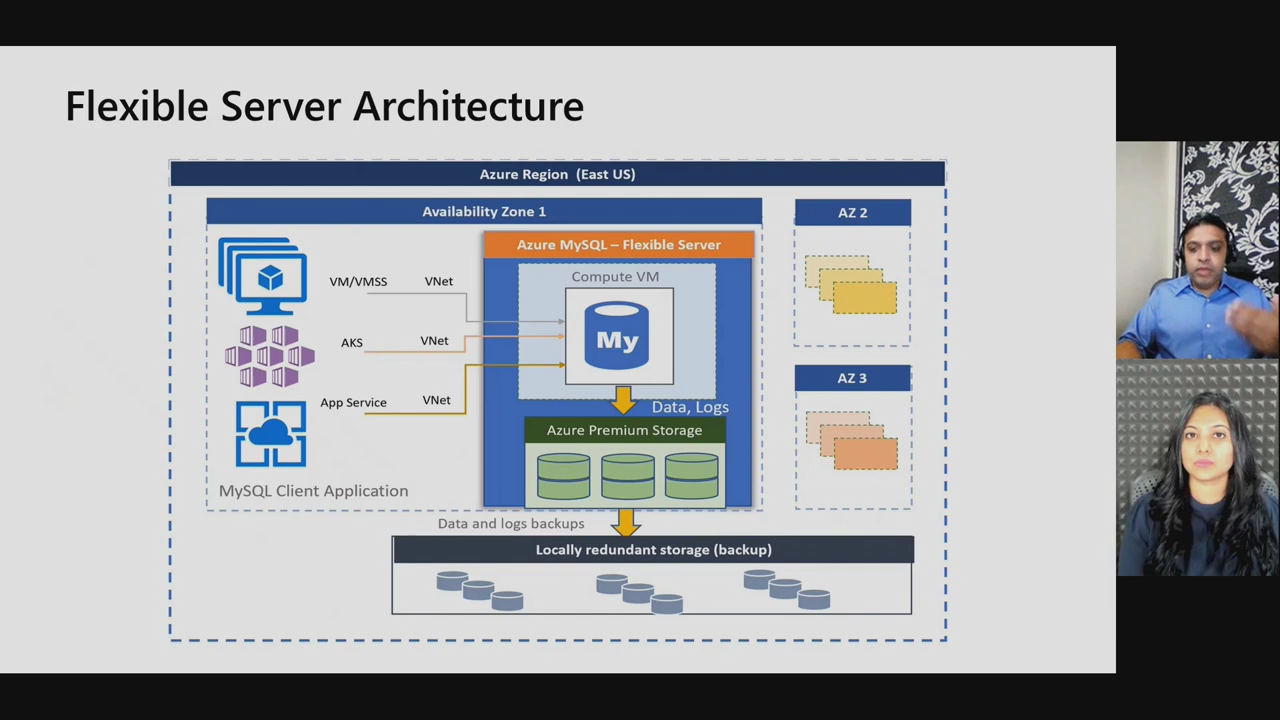 Flexible Server Architecture
Azure Region (East US)
Availability Zone 1
AZ 2
Azure MySQL – Flexible Server
Compute VM
VM/VMSS
VNet
My
AKS
VNet
AZ 3
App Service
VNet
Data, Logs
Azure Premium Storage
MySQL Client Application
Data and logs backups
Locally redundant storage (backup)